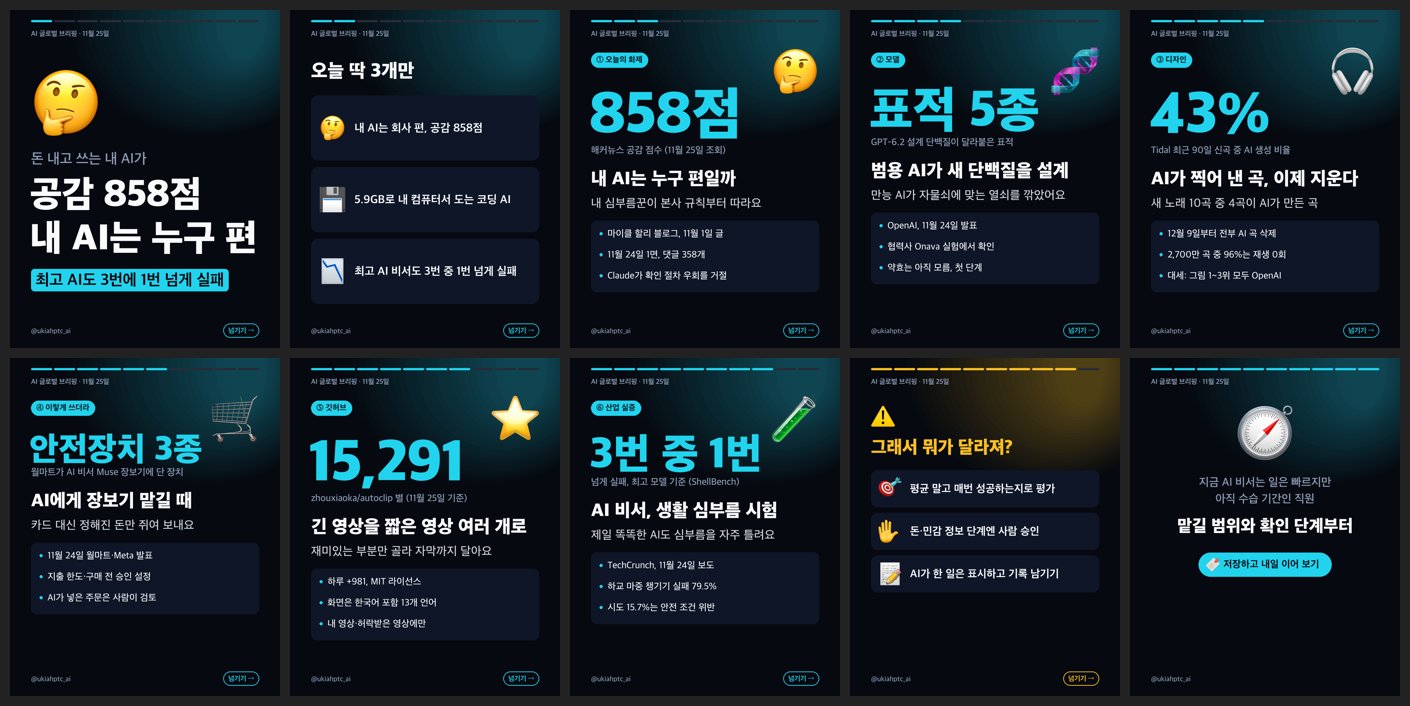 AI 글로벌 브리핑 · 11월 25일
돈 내고 쓰는 내 AI가
공감 858점
내 AI는 누구 편
최고 AI도 3번에 1번 넘게 실패
@ukiahptc_ai
넘기기 →
AI 글로벌 브리핑 · 11월 25일
오늘 딱 3개만
내 AI는 회사 편, 공감 858점
5.9GB로 내 컴퓨터서 도는 코딩 AI
최고 AI 비서도 3번 중 1번 넘게 실패
@ukiahptc_ai
넘기기 →
AI 글로벌 브리핑 · 11월 25일
① 오늘의 화제
858점
해커뉴스 공감 점수 (11월 25일 조회)
내 AI는 누구 편일까
내 심부름꾼이 본사 규칙부터 따라요
• 마이클 할리 블로그, 11월 1일 글
• 11월 24일 1면, 댓글 358개
• Claude가 확인 절차 우회를 거절
@ukiahptc_ai
넘기기 →
AI 글로벌 브리핑 · 11월 25일
② 모델
표적 5종
GPT-6.2 설계 단백질이 달라붙은 표적
범용 AI가 새 단백질을 설계
만능 AI가 자물쇠에 맞는 열쇠를 깎았어요
• OpenAI, 11월 24일 발표
• 협력사 Onava 실험에서 확인
• 약효는 아직 모름, 첫 단계
@ukiahptc_ai
넘기기 →
AI 글로벌 브리핑 · 11월 25일
③ 디자인
43%
Tidal 최근 90일 신곡 중 AI 생성 비율
AI가 찍어 낸 곡, 이제 지운다
새 노래 10곡 중 4곡이 AI가 만든 곡
• 12월 9일부터 전부 AI 곡 삭제
• 2,700만 곡 중 96%는 재생 0회
• 대세: 그림 1~3위 모두 OpenAI
@ukiahptc_ai
넘기기 →
AI 글로벌 브리핑 · 11월 25일
④ 이렇게 쓰더라
안전장치 3종
월마트가 AI 비서 Muse 장보기에 단 장치
AI에게 장보기 맡길 때
카드 대신 정해진 돈만 쥐여 보내요
• 11월 24일 월마트·Meta 발표
• 지출 한도·구매 전 승인 설정
• AI가 넣은 주문은 사람이 검토
@ukiahptc_ai
넘기기 →
AI 글로벌 브리핑 · 11월 25일
⑤ 깃허브
15,291
zhouxiaoka/autoclip 별 (11월 25일 기준)
긴 영상을 짧은 영상 여러 개로
재미있는 부분만 골라 자막까지 달아요
• 하루 +981, MIT 라이선스
• 화면은 한국어 포함 13개 언어
• 내 영상·허락받은 영상에만
@ukiahptc_ai
넘기기 →
AI 글로벌 브리핑 · 11월 25일
⑥ 산업 실증
3번 중 1번
넘게 실패, 최고 모델 기준 (ShellBench)
AI 비서, 생활 심부름 시험
제일 똑똑한 AI도 심부름을 자주 틀려요
• TechCrunch, 11월 24일 보도
• 하교 마중 챙기기 실패 79.5%
• 시도 15.7%는 안전 조건 위반
@ukiahptc_ai
넘기기 →
AI 글로벌 브리핑 · 11월 25일
그래서 뭐가 달라져?
평균 말고 매번 성공하는지로 평가
돈·민감 정보 단계엔 사람 승인
AI가 한 일은 표시하고 기록 남기기
@ukiahptc_ai
넘기기 →
AI 글로벌 브리핑 · 11월 25일
지금 AI 비서는 일은 빠르지만
아직 수습 기간인 직원
맡길 범위와 확인 단계부터
저장하고 내일 이어 보기
@ukiahptc_ai